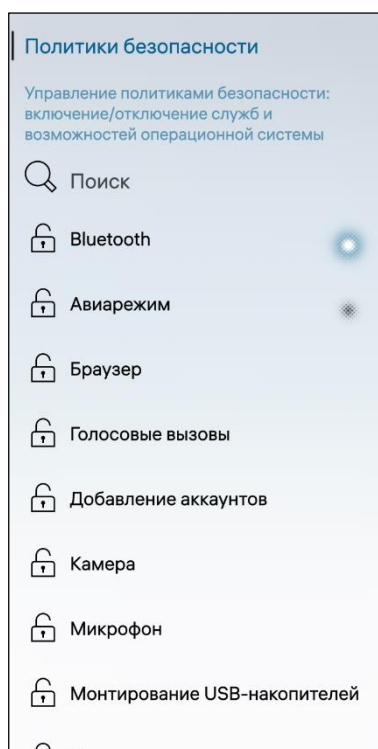 Политики безопасности
Управление политиками безопасности:
включение/отключение служб и
возможностей операционной системы
Поиск
Bluetooth
Авиарежим
Браузер
Голосовые вызовы
Добавление аккаунтов
Камера
Микрофон
Монтирование USB-накопителей